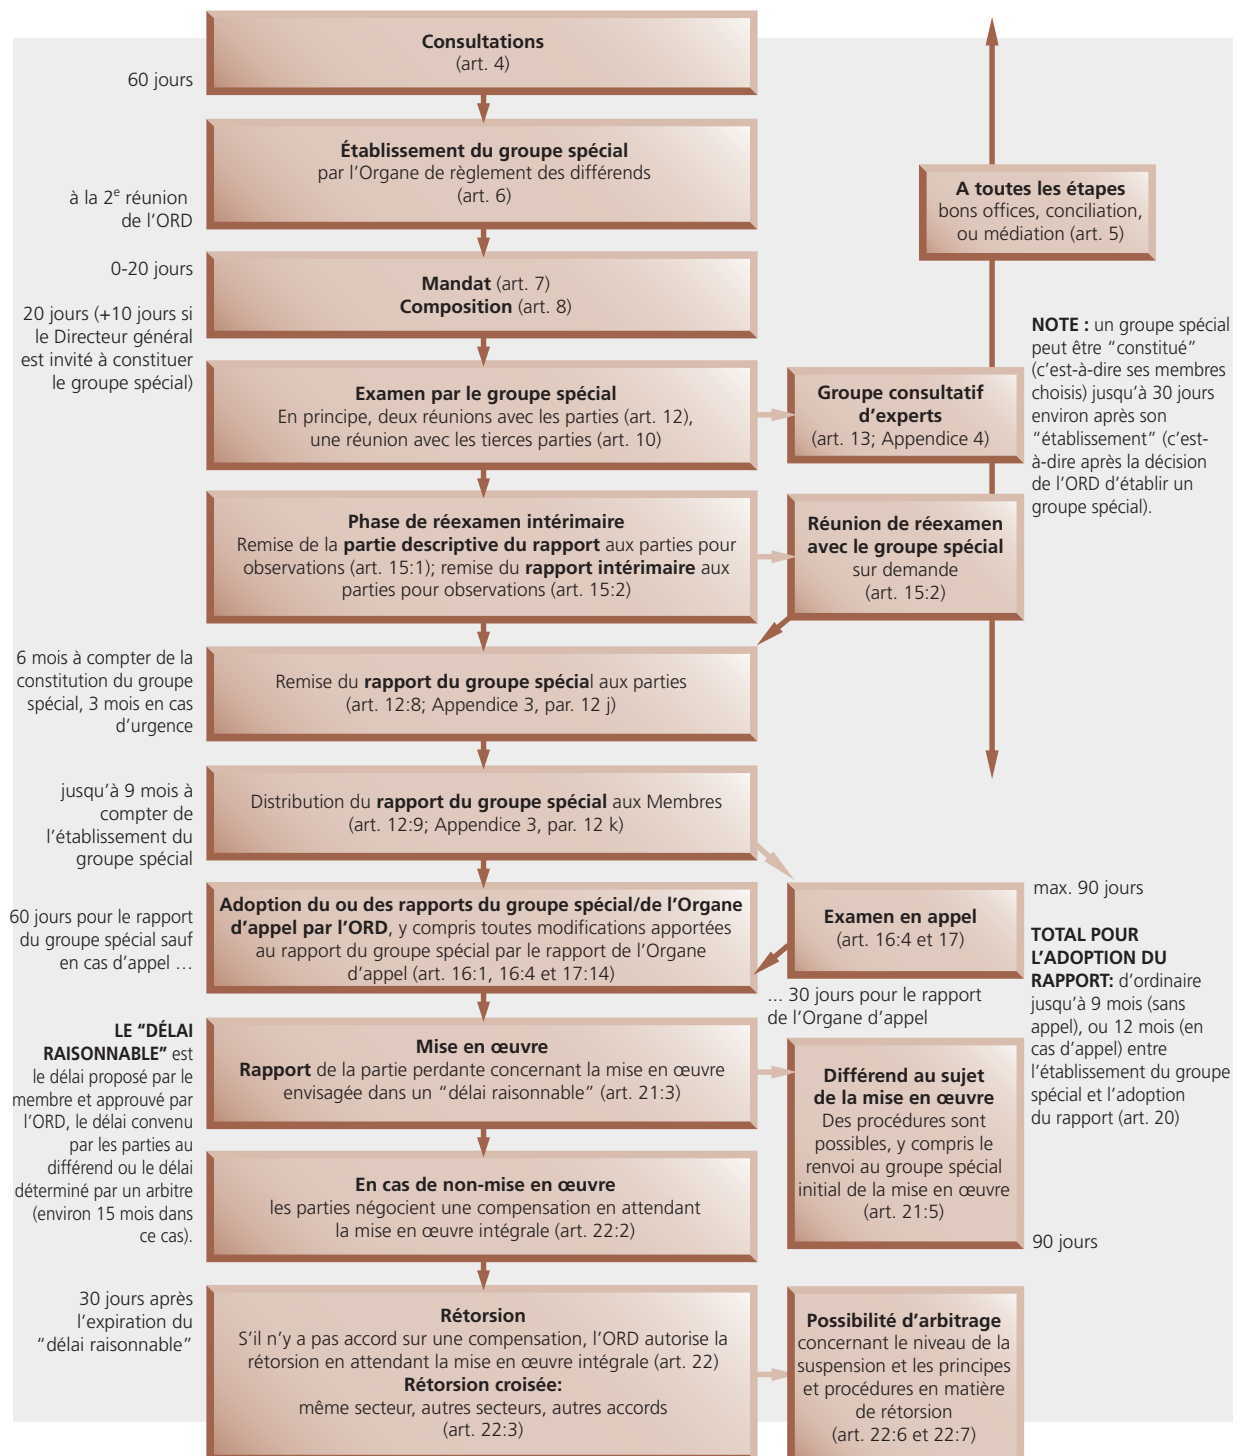 Consultations
(art. 4)
60 jours
Établissement du groupe spécial
par l'Organe de règlement des différends
(art. 6)
à la 2e réunion
de l'ORD
A toutes les étapes
bons offices, conciliation,
ou médiation (art. 5)
0-20 jours
Mandat (art. 7)
Composition (art. 8)
20 jours (+10 jours si
le Directeur général
est invité à constituer
le groupe spécial)
NOTE : un groupe spécial
peut être “constitué”
(c'est-à-dire ses membres
choisis) jusqu'à 30 jours
environ après son
“établissement” (c'est-
à-dire après la décision
de l'ORD d'établir un
groupe spécial).
Examen par le groupe spécial
En principe, deux réunions avec les parties (art. 12),
une réunion avec les tierces parties (art. 10)
Groupe consultatif
d'experts
(art. 13; Appendice 4)
Phase de réexamen intérimaire
Remise de la partie descriptive du rapport aux parties pour
observations (art. 15:1); remise du rapport intérimaire aux
parties pour observations (art. 15:2)
Réunion de réexamen
avec le groupe spécial
sur demande
(art. 15:2)
6 mois à compter de la
constitution du groupe
spécial, 3 mois en cas
d'urgence
Remise du rapport du groupe spécial aux parties
(art. 12:8; Appendice 3, par. 12 j)
jusqu'à 9 mois à
compter de
l'établissement du
groupe spécial
Distribution du rapport du groupe spécial aux Membres
(art. 12:9; Appendice 3, par. 12 k)
60 jours pour le rapport
du groupe spécial sauf
en cas d'appel …
Adoption du ou des rapports du groupe spécial/de l'Organe
d'appel par l'ORD, y compris toutes modifications apportées
au rapport du groupe spécial par le rapport de l'Organe
d'appel (art. 16:1, 16:4 et 17:14)
Examen en appel
(art. 16:4 et 17)
max. 90 jours
... 30 jours pour le rapport
de l'Organe d'appel
TOTAL POUR
L'ADOPTION DU
RAPPORT: d'ordinaire
jusqu'à 9 mois (sans
appel), ou 12 mois (en
cas d'appel) entre
l'établissement du groupe
spécial et l'adoption
du rapport (art. 20)
LE “DÉLAI
RAISONNABLE” est
le délai proposé par le
membre et approuvé par
l'ORD, le délai convenu
par les parties au
différend ou le délai
déterminé par un arbitre
(environ 15 mois dans
ce cas).
Mise en œuvre
Rapport de la partie perdante concernant la mise en œuvre
envisagée dans un “délai raisonnable” (art. 21:3)
Différend au sujet
de la mise en œuvre
Des procédures sont
possibles, y compris le
renvoi au groupe spécial
initial de la mise en œuvre
(art. 21:5)
90 jours
En cas de non-mise en œuvre
les parties négocient une compensation en attendant
la mise en œuvre intégrale (art. 22:2)
30 jours après
l'expiration du
“délai raisonnable”
Rétorsion
S'il n'y a pas accord sur une compensation, l'ORD autorise la
rétorsion en attendant la mise en œuvre intégrale (art. 22)
Rétorsion croisée:
même secteur, autres secteurs, autres accords
(art. 22:3)
Possibilité d'arbitrage
concernant le niveau de la
suspension et les principes
et procédures en matière
de rétorsion
(art. 22:6 et 22:7)